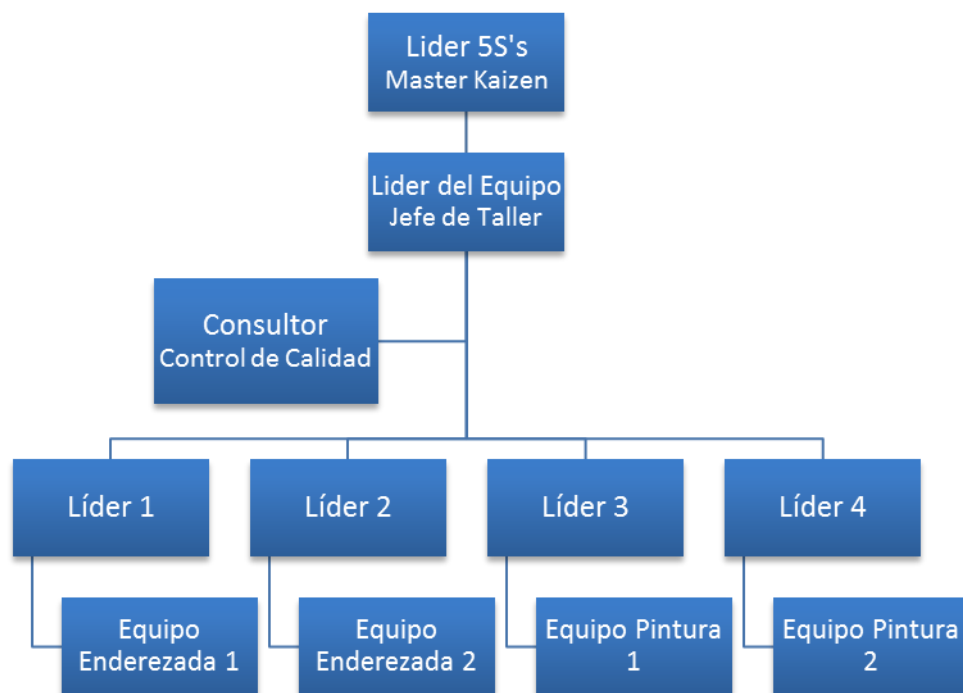 Lider 5S's
Master Kaizen
Lider del Equipo
Jefe de Taller
Consultor
Control de Calidad
Líder 1
Líder 2
Líder 3
Líder 4
Equipo
Enderezada 1
Equipo
Enderezada 2
Equipo Pintura
1
Equipo Pintura
2